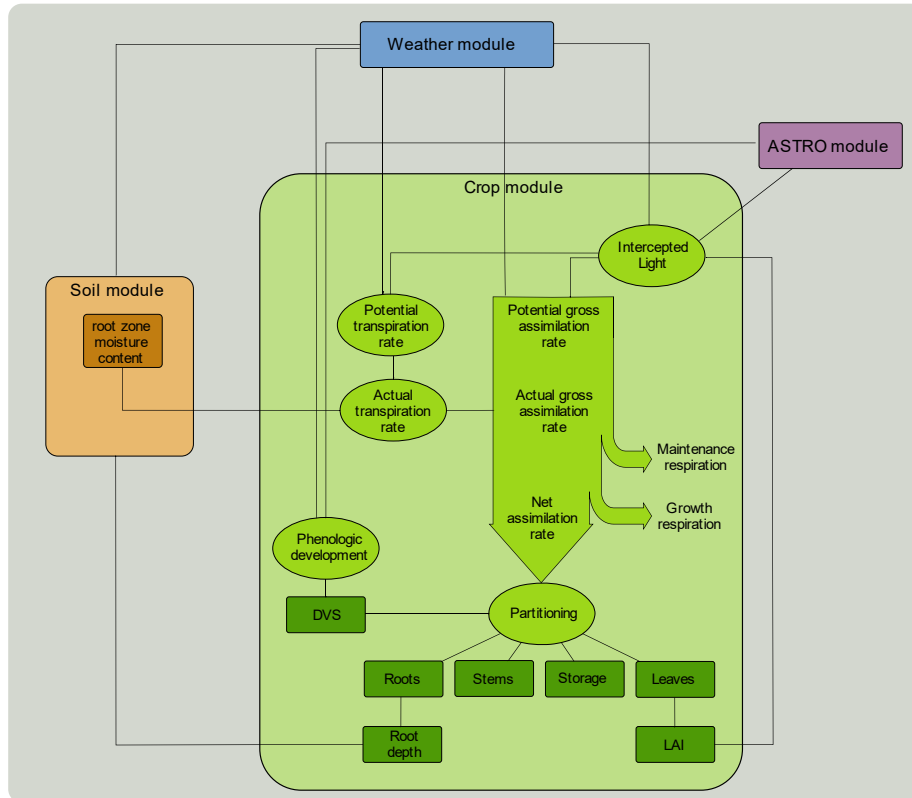 Weather module
ASTRO module
Crop module
Intercepted
Light
Soil module
root zone
moisture
content
Potential
transpiration
rate
Potential gross
assimilation
rate
Actual
transpiration
rate
Actual gross
assimilation
rate
Maintenance
respiration
Net
assimilation
rate
Growth
respiration
Phenologic
development
DVS
Partitioning
Roots
Stems
Storage
Leaves
Root
depth
LAI